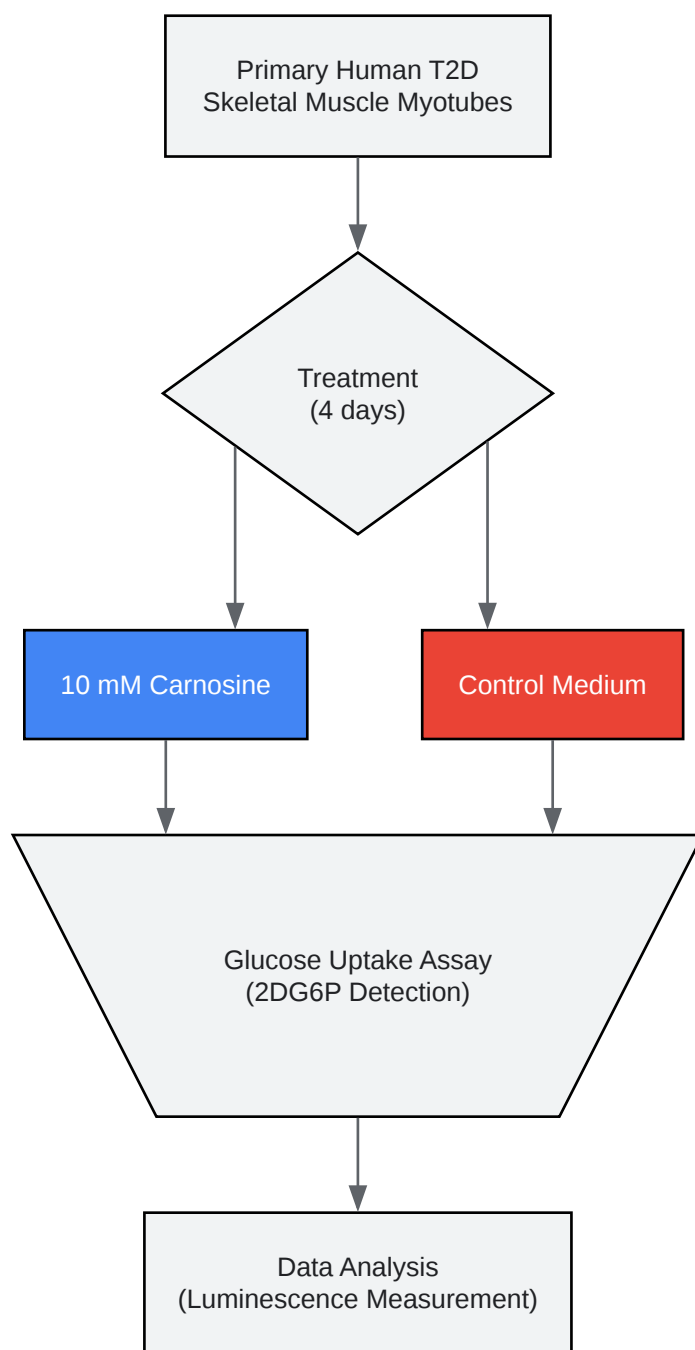 Primary Human T2D
Skeletal Muscle Myotubes
Treatment
(4 days)
10 mM Carnosine
Control Medium
Glucose Uptake Assay
(2DG6P Detection)
Data Analysis
(Luminescence Measurement)